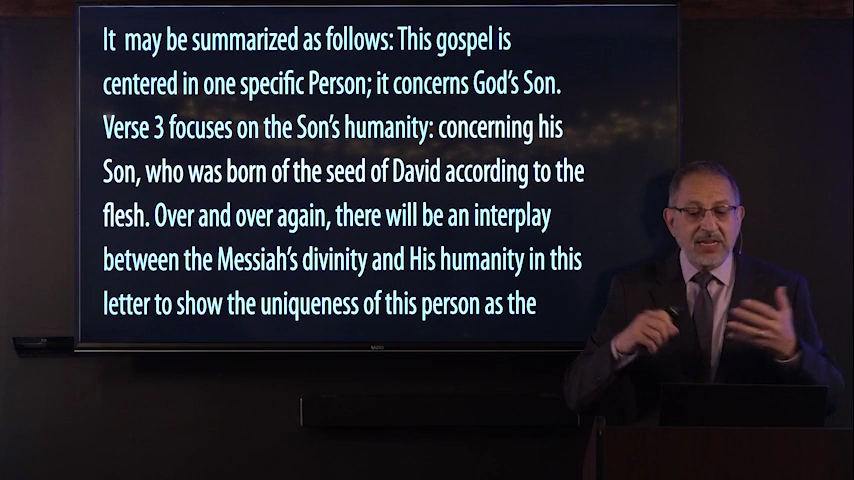 It may be summarized as follows: This gospel is
centered in one specific Person; it concerns God's Son.
Verse 3 focuses on the Son's humanity: concerning his
Son, who was born of the seed of David according to the
flesh. Over and over again, there will be an interplay
between the Messiah's divinity and His humanity in this
letter to show the uniqueness of this person as the